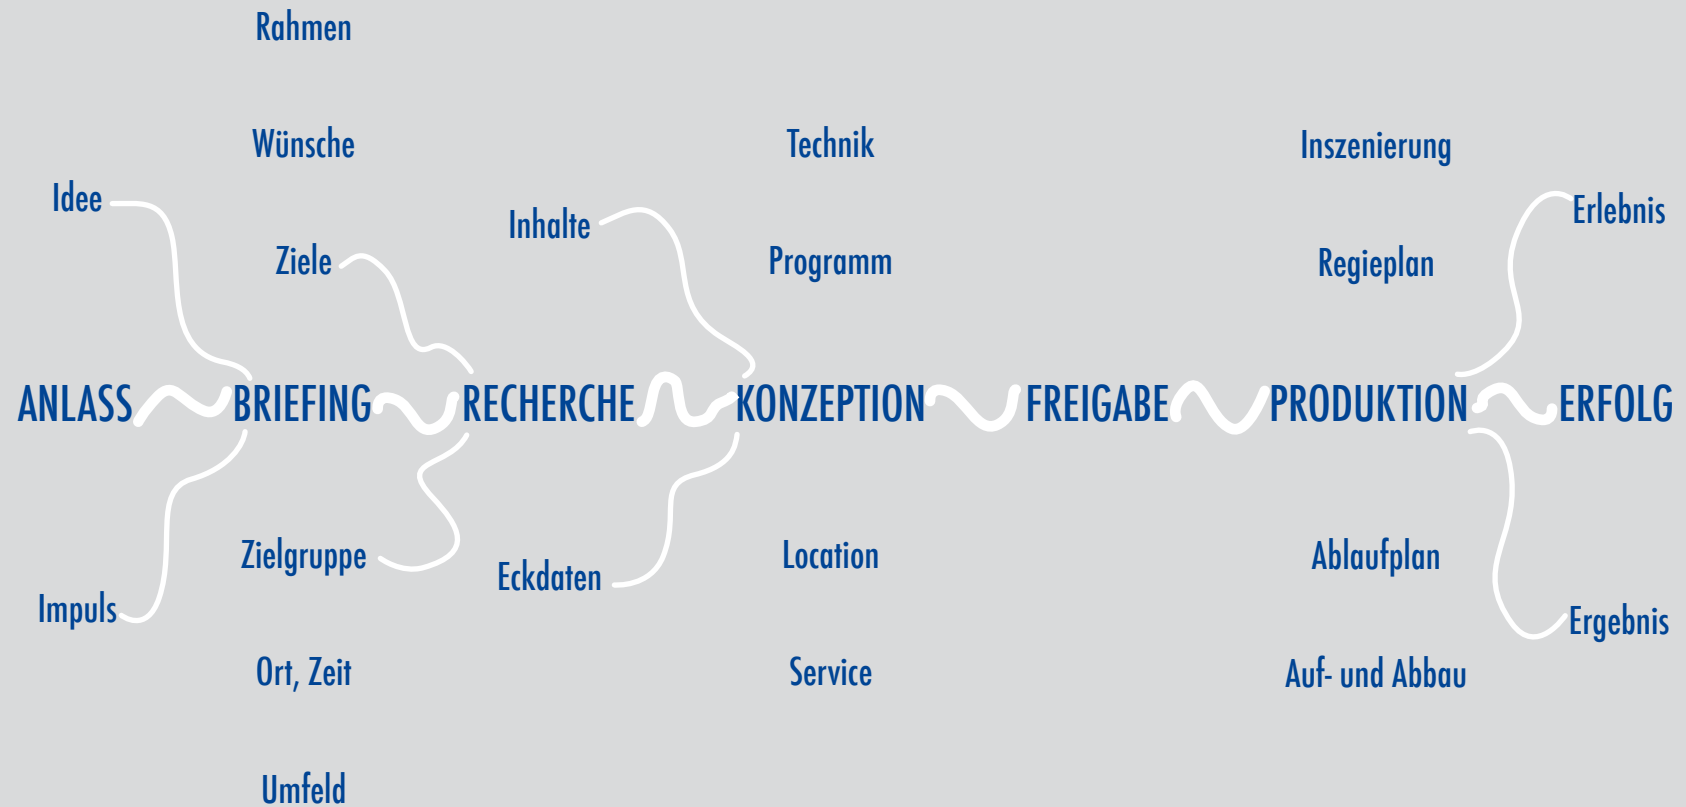 Rahmen
Wünsche
Technik
Inszenierung
Idee
Erlebnis
Inhalte
Ziele
Programm
Regieplan
ANLASS BRIEFING RECHERCHE KONZEPTION FREIGABE PRODUKTION ERFOLG
Zielgruppe
Location
Ablaufplan
Eckdaten
Impuls
Ergebnis
Ort, Zeit
Service
Auf- und Abbau
Umfeld